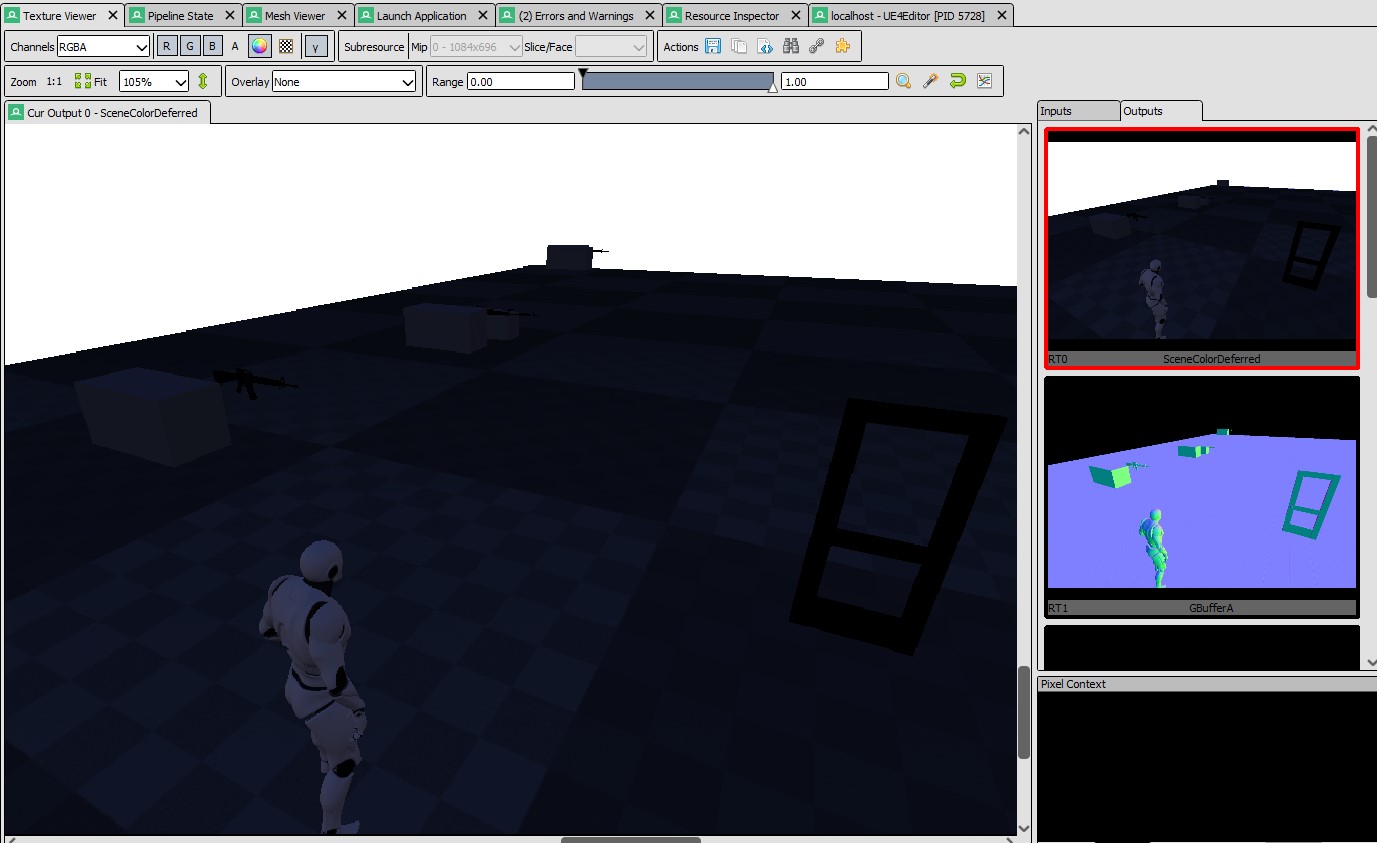 Texture Viewer Pipeline State Mesh Viewer Launch Application (2) Errors and Warnings Resource Inspector localhost - UE4Editor [PID 5728]
Channels RGBA R G B A γ Subresource Mip 0 - 1084x696 Slice/Face Actions
Zoom 1:1 Fit 105% Overlay None Range 0.00 1.00
Cur Output 0 - SceneColorDeferred
Inputs Outputs
RT0 SceneColorDeferred
RT1 GBufferA
Pixel Context